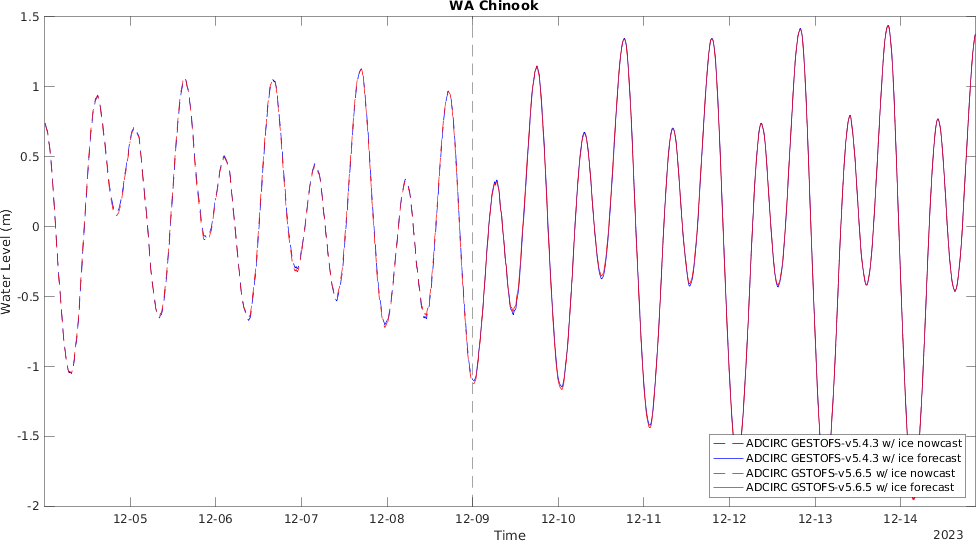 WA Chinook
1.5
1
0.5
0
-0.5
-1
-1.5
-2
Water Level (m)
ADCIRC GESTOFS-v5.4.3 w/ ice nowcast
ADCIRC GESTOFS-v5.4.3 w/ ice forecast
ADCIRC GSTOFS-v5.6.5 w/ ice nowcast
ADCIRC GSTOFS-v5.6.5 w/ ice forecast
12-05 12-06 12-07 12-08 12-09 12-10 12-11 12-12 12-13 12-14
Time
2023